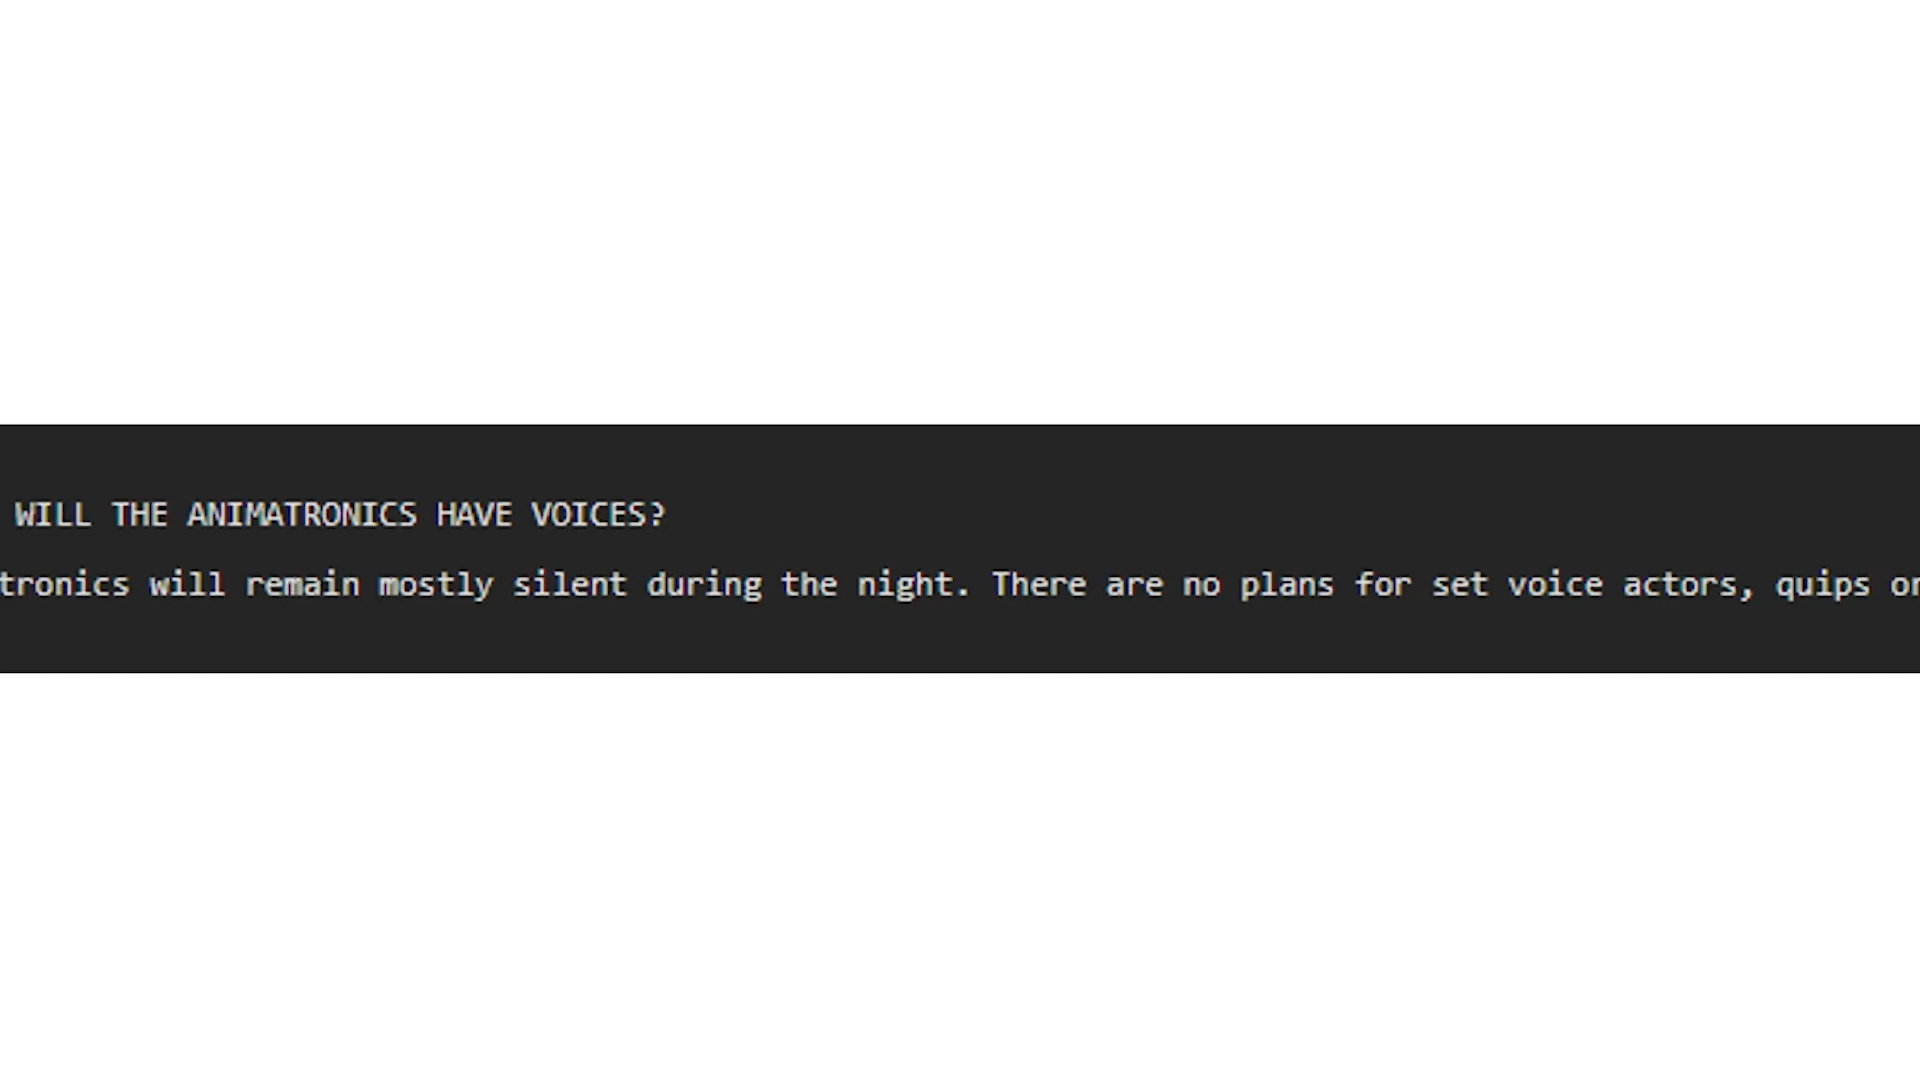 WILL THE ANIMATRONICS HAVE VOICES?
tronics will remain mostly silent during the night. There are no plans for set voice actors, quips or